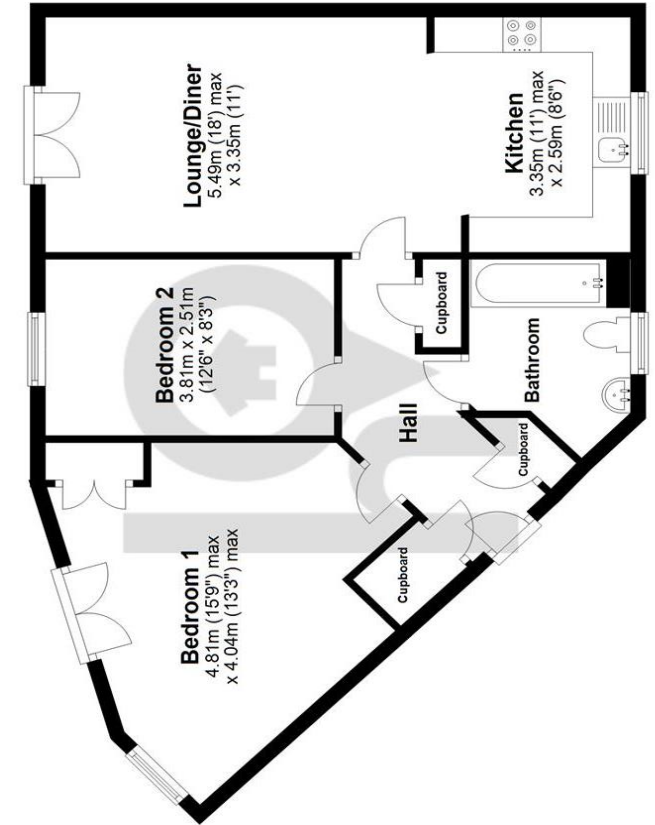 Lounge/Diner
5.49m (18') max
x 3.35m (11')
Kitchen
3.35m (11') max
x 2.59m (8'6")
Bedroom 2
3.81m x 2.51m
(12'6" x 8'3")
Cupboard
Bathroom
Hall
Cupboard
Bedroom 1
4.81m (15'9") max
x 4.04m (13'3") max
Cupboard